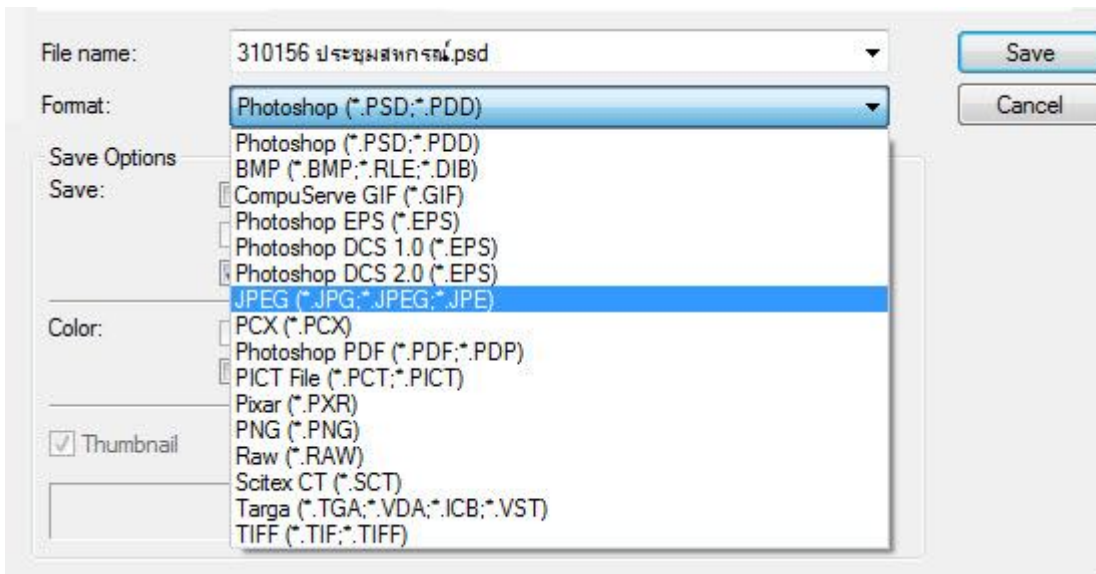 File name: 310156 ประชุมสหกรณ์.psd Save
Format: Photoshop (*.PSD;*.PDD) Cancel
Save Options
Save:
Color:
Thumbnail
Photoshop (*.PSD;*.PDD)
BMP (*.BMP;*.RLE;*.DIB)
CompuServe GIF (*.GIF)
Photoshop EPS (*.EPS)
Photoshop DCS 1.0 (*.EPS)
Photoshop DCS 2.0 (*.EPS)
JPEG (*.JPG;*.JPEG;*.JPE)
PCX (*.PCX)
Photoshop PDF (*.PDF;*.PDP)
PICT File (*.PCT;*.PICT)
Pixar (*.PXR)
PNG (*.PNG)
Raw (*.RAW)
Scitex CT (*.SCT)
Targa (*.TGA;*.VDA;*.ICB;*.VST)
TIFF (*.TIF;*.TIFF)